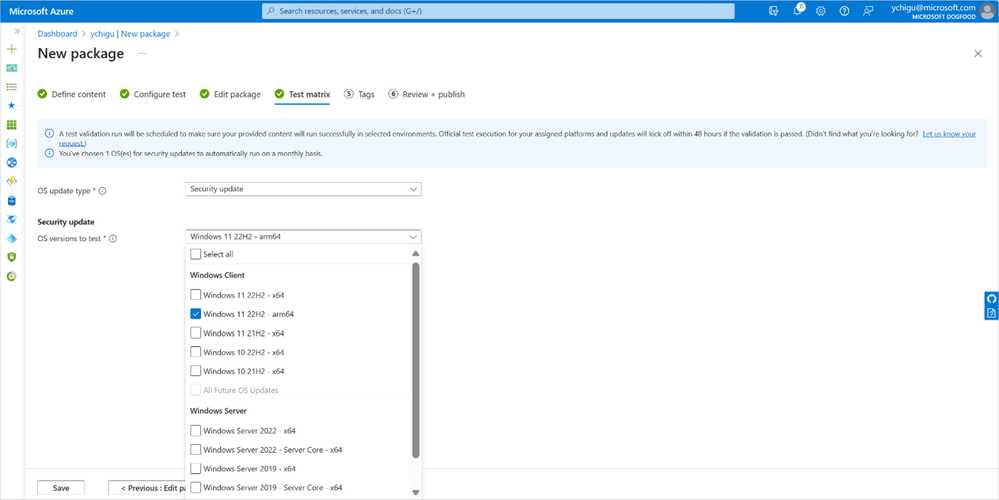 Microsoft Azure
Search resources, services, and docs (G+/)
ychigu@microsoft.com
MICROSOFT DOGFOOD
Dashboard > ychigu | New package >
New package ...
Define content
Configure test
Edit package
Test matrix
5 Tags
6 Review + publish
A test validation run will be scheduled to make sure your provided content will run successfully in selected environments. Official test execution for your assigned platforms and updates will kick off within 48 hours if the validation is passed. (Didn't find what you're looking for? Let us know your
request.)
You've chosen 1 OS(es) for security updates to automatically run on a monthly basis.
OS update type *
Security update
Security update
OS versions to test *
Windows 11 22H2 - arm64
Select all
Windows Client
Windows 11 22H2 - x64
Windows 11 22H2 - arm64
Windows 11 21H2 - x64
Windows 10 22H2 - x64
Windows 10 21H2 - x64
All Future OS Updates
Windows Server
Windows Server 2022 - x64
Windows Server 2022 - Server Core - x64
Windows Server 2019 - x64
Windows Server 2019 - Server Core - x64
Save
< Previous : Edit pa